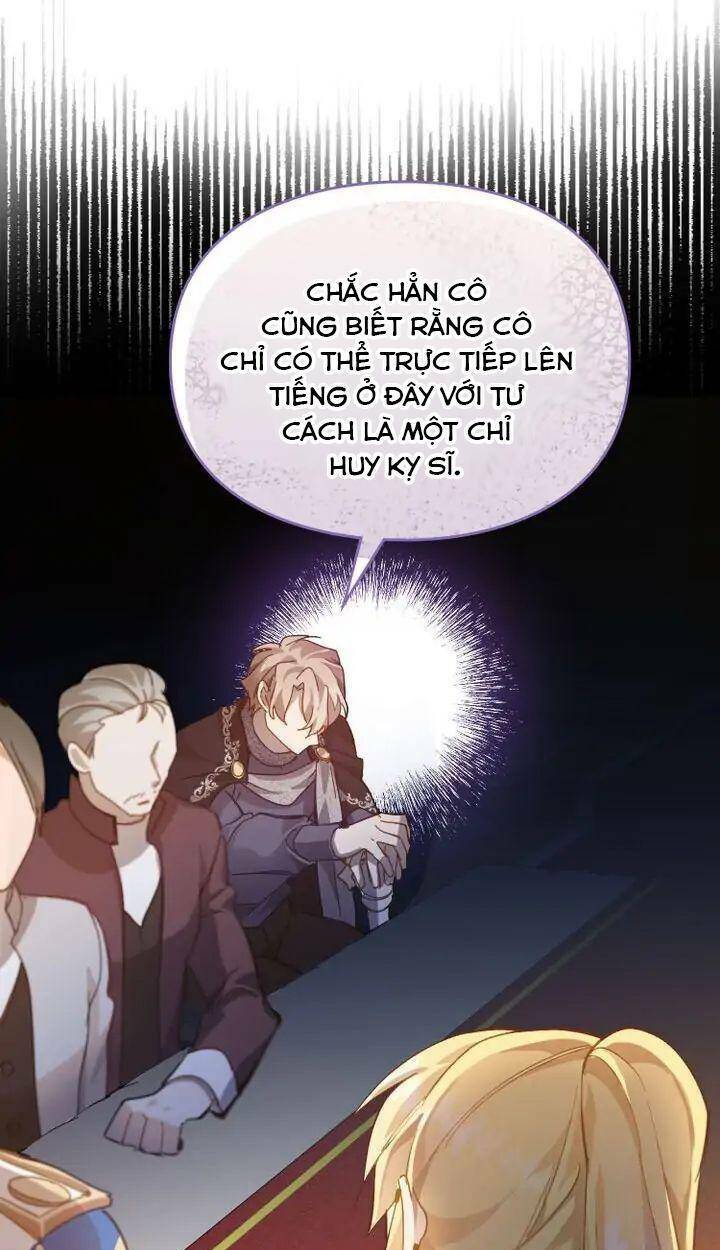 CHẮC HẲN CÔ
CŨNG BIẾT RẰNG CÔ
CHỈ CÓ THỂ TRỰC TIẾP LÊN
TIẾNG Ở ĐÂY VỚI TƯ
CÁCH LÀ MỘT CHỈ
HUY KỴ SĨ.